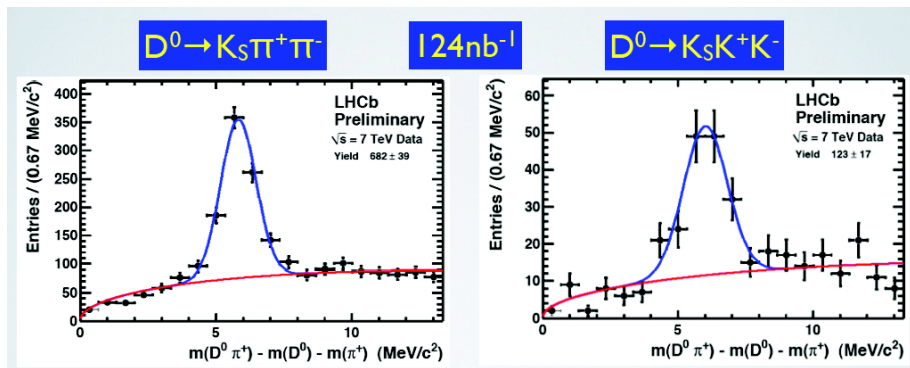 D⁰→K_Sπ⁺π⁻
124nb⁻¹
D⁰→K_SK⁺K⁻
Entries / (0.67 MeV/c²)
400
350
300
250
200
150
100
50
0
LHCb
Preliminary
√s = 7 TeV Data
Yield 682 ± 39
0 5 10
m(D⁰ π⁺) - m(D⁰) - m(π⁺) (MeV/c²)
Entries / (0.67 MeV/c²)
60
50
40
30
20
10
0
LHCb
Preliminary
√s = 7 TeV Data
Yield 123 ± 17
0 5 10
m(D⁰ π⁺) - m(D⁰) - m(π⁺) (MeV/c²)